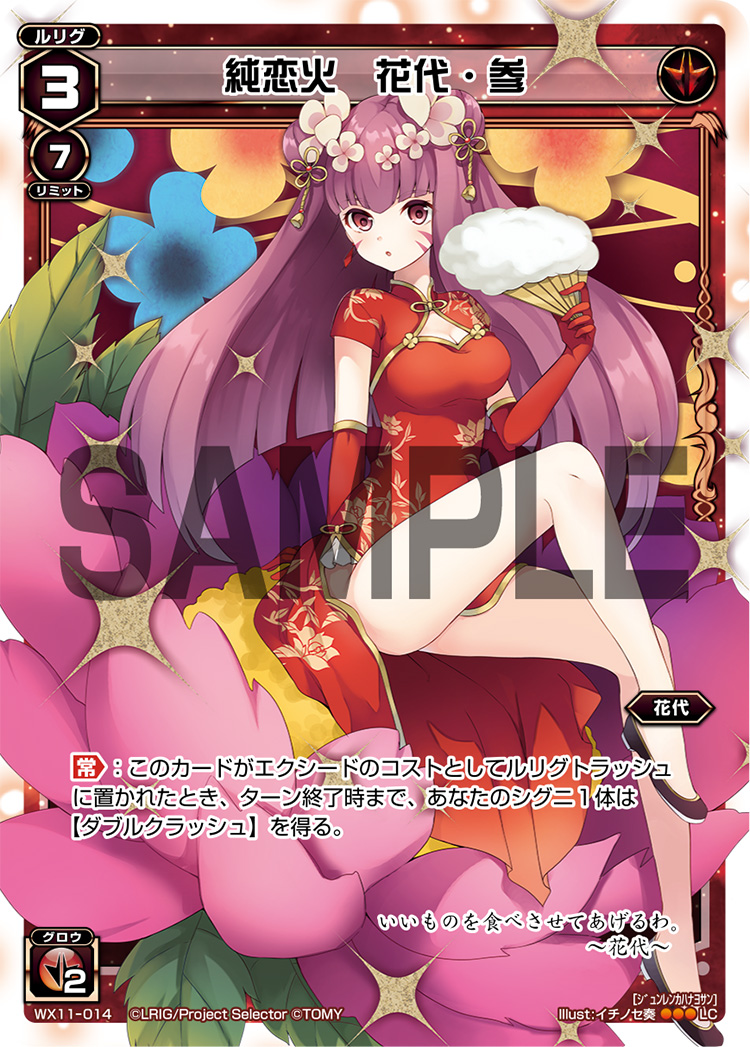 ルリグ
3
純恋火 花代・参
7
リミット
SAMPLE
花代
常：このカードがエクシードのコストとしてルリグトラッシュ
に置かれたとき、ターン終了時まで、あなたのシグニ１体は
【ダブルクラッシュ】を得る。
いいものを食べさせてあげるわ。
～花代～
グロウ
2
[ジュンレンカハナヨサン]
WX11-014 ©LRIG/Project Selector ©TOMY
Illust:イチノセ奏 LC